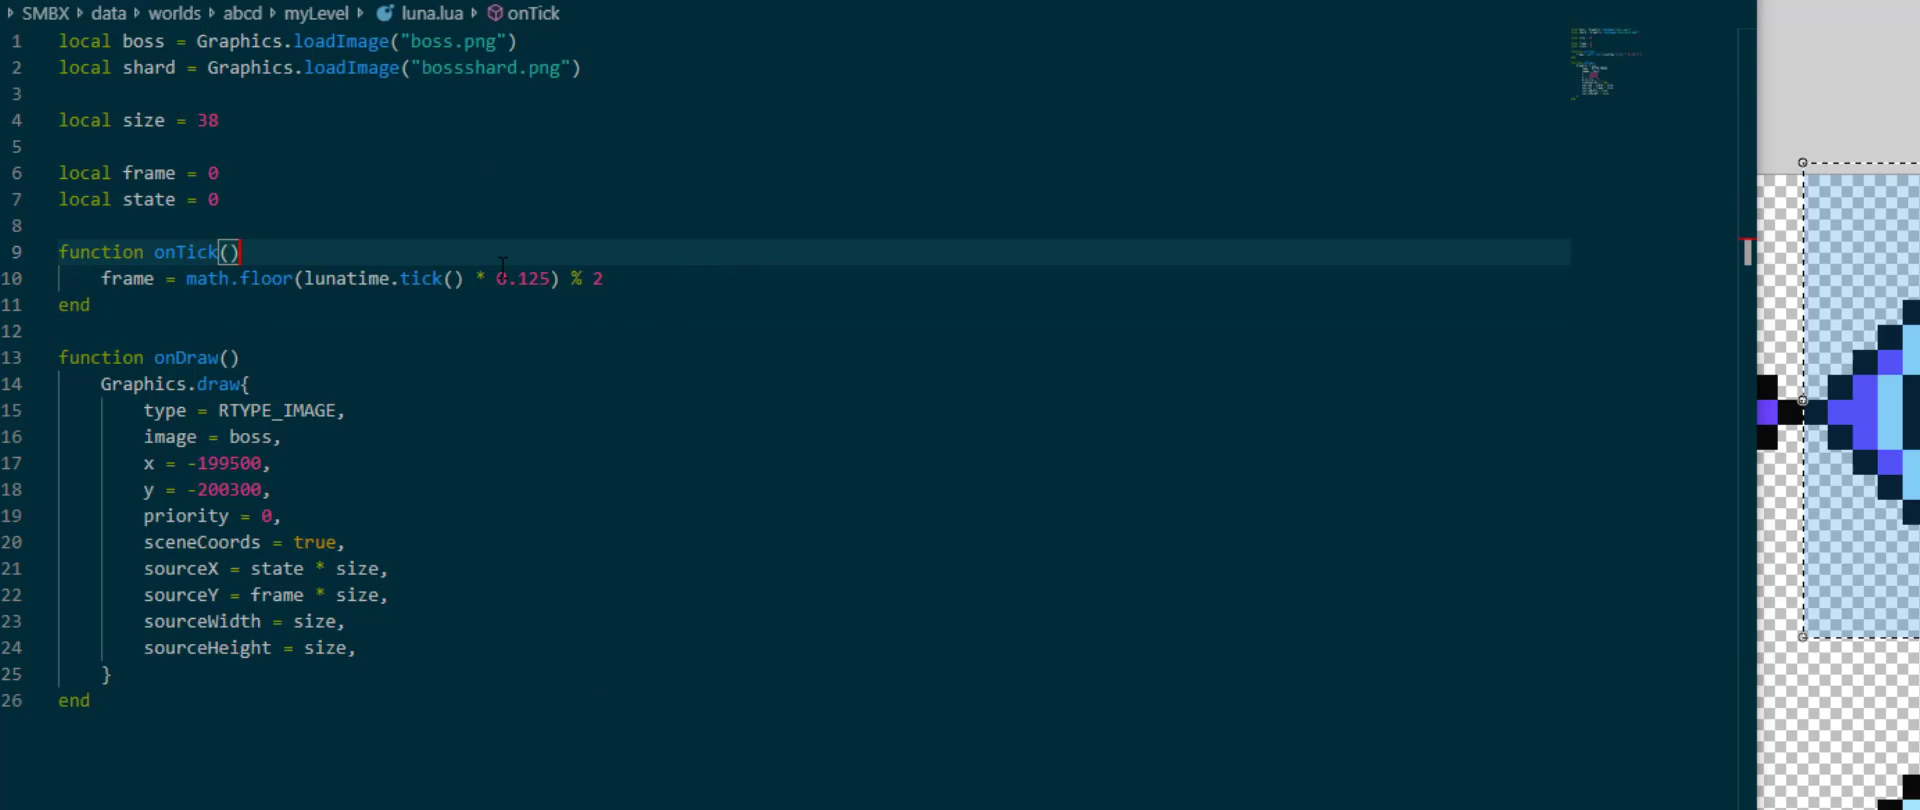 SMBX data worlds abcd myLevel luna.lua onTick
1 local boss = Graphics.loadImage("boss.png")
2 local shard = Graphics.loadImage("bossshard.png")
3
4 local size = 38
5
6 local frame = 0
7 local state = 0
8
9 function onTick()
10 frame = math.floor(lunatime.tick() * 0.125) % 2
11 end
12
13 function onDraw()
14 Graphics.draw{
15 type = RTYPE_IMAGE,
16 image = boss,
17 x = -199500,
18 y = -200300,
19 priority = 0,
20 sceneCoords = true,
21 sourceX = state * size,
22 sourceY = frame * size,
23 sourceWidth = size,
24 sourceHeight = size,
25 }
26 end